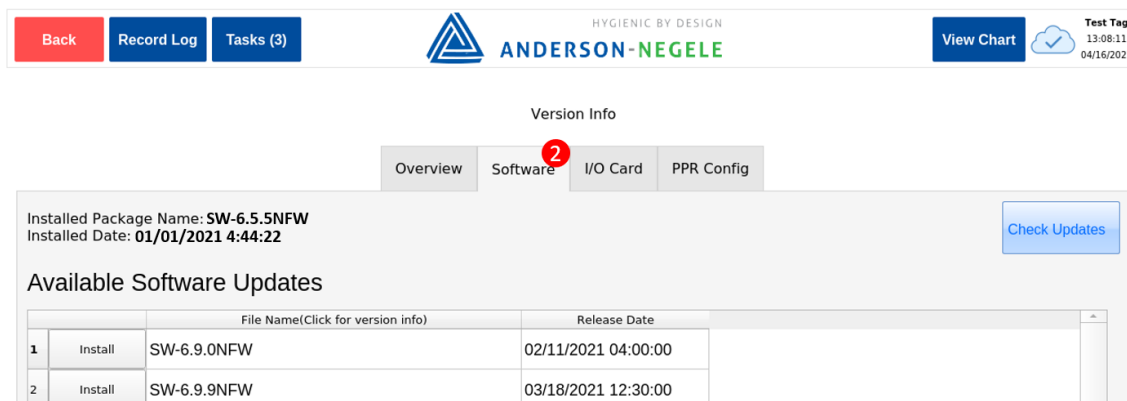 Back Record Log Tasks (3) HYGIENIC BY DESIGN ANDERSON-NEGELE View Chart Test Tag
13:08:11
04/16/202
Version Info
Overview Software 2 I/O Card PPR Config
Installed Package Name: SW-6.5.5NFW
Installed Date: 01/01/2021 4:44:22
Check Updates
Available Software Updates
File Name(Click for version info) Release Date
1 Install SW-6.9.0NFW 02/11/2021 04:00:00
2 Install SW-6.9.9NFW 03/18/2021 12:30:00